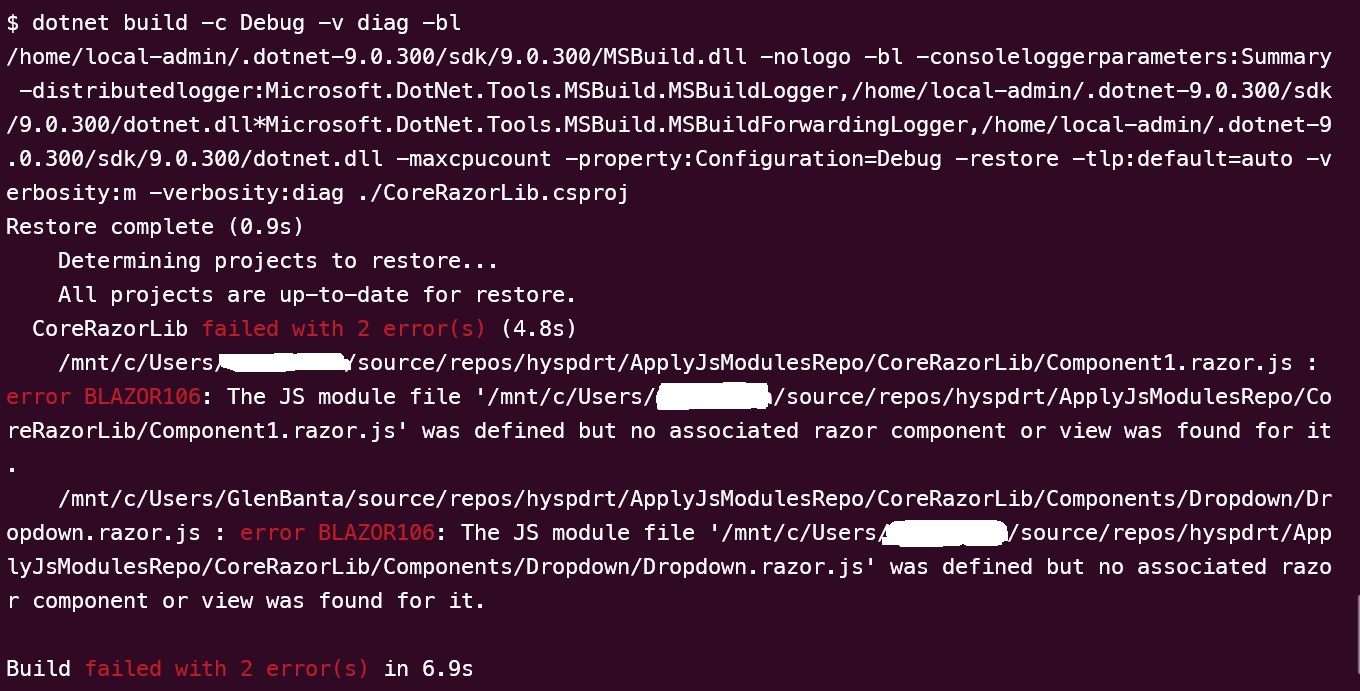 $ dotnet build -c Debug -v diag -bl
/home/local-admin/.dotnet-9.0.300/sdk/9.0.300/MSBuild.dll -nologo -bl -consoleloggerparameters:Summary
 -distributedlogger:Microsoft.DotNet.Tools.MSBuild.MSBuildLogger,/home/local-admin/.dotnet-9.0.300/sdk
/9.0.300/dotnet.dll*Microsoft.DotNet.Tools.MSBuild.MSBuildForwardingLogger,/home/local-admin/.dotnet-9
.0.300/sdk/9.0.300/dotnet.dll -maxcpucount -property:Configuration=Debug -restore -tlp:default=auto -v
erbosity:m -verbosity:diag ./CoreRazorLib.csproj
Restore complete (0.9s)
    Determining projects to restore...
    All projects are up-to-date for restore.
  CoreRazorLib failed with 2 error(s) (4.8s)
    /mnt/c/Users/ /source/repos/hyspdrt/ApplyJsModulesRepo/CoreRazorLib/Component1.razor.js :
error BLAZOR106: The JS module file '/mnt/c/Users/ /source/repos/hyspdrt/ApplyJsModulesRepo/Co
reRazorLib/Component1.razor.js' was defined but no associated razor component or view was found for it
.
    /mnt/c/Users/GlenBanta/source/repos/hyspdrt/ApplyJsModulesRepo/CoreRazorLib/Components/Dropdown/Dr
opdown.razor.js : error BLAZOR106: The JS module file '/mnt/c/Users/ /source/repos/hyspdrt/App
lyJsModulesRepo/CoreRazorLib/Components/Dropdown/Dropdown.razor.js' was defined but no associated razo
r component or view was found for it.
Build failed with 2 error(s) in 6.9s